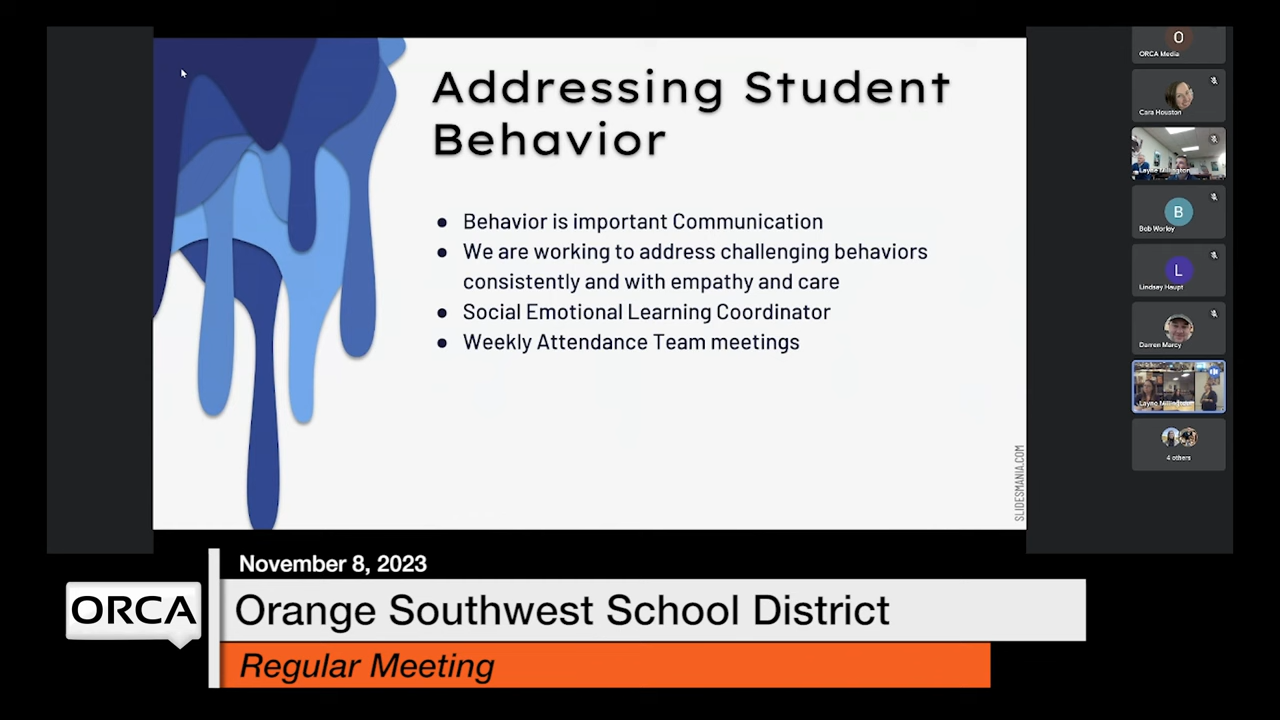 Addressing Student
Behavior
● Behavior is important Communication
● We are working to address challenging behaviors
consistently and with empathy and care
● Social Emotional Learning Coordinator
● Weekly Attendance Team meetings
SLIDESMANIA.COM
O
ORCA Media
Cara Houston
Layne Millington
B
Bob Worley
L
Lindsey Haupt
Darren Marcy
Layne Millington
4 others
November 8, 2023
ORCA
Orange Southwest School District
Regular Meeting